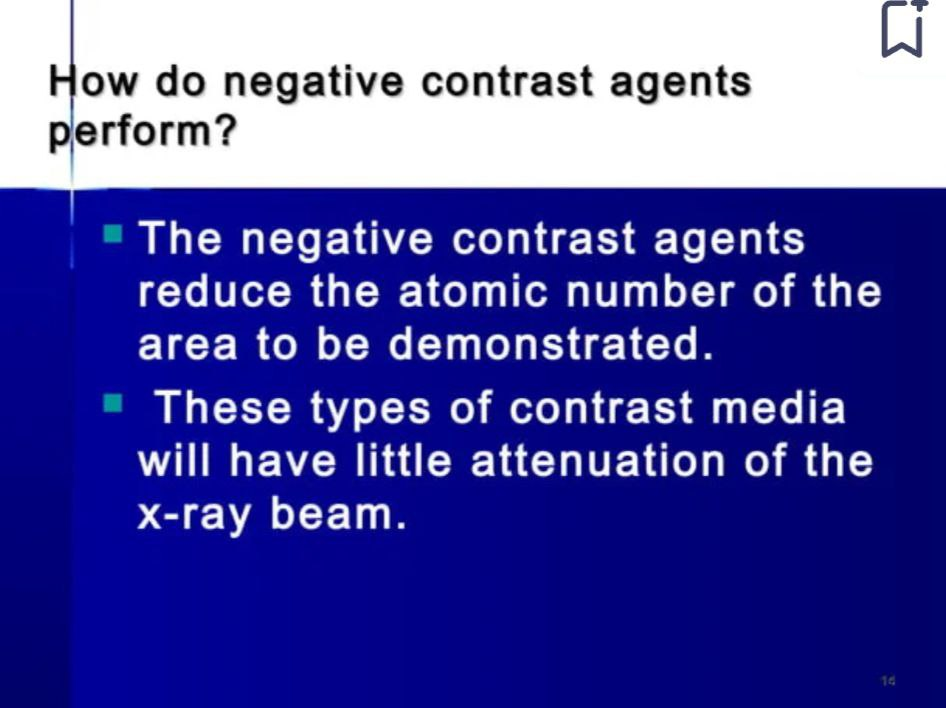 How do negative contrast agents
perform?
The negative contrast agents
reduce the atomic number of the
area to be demonstrated.
These types of contrast media
will have little attenuation of the
x-ray beam.
14